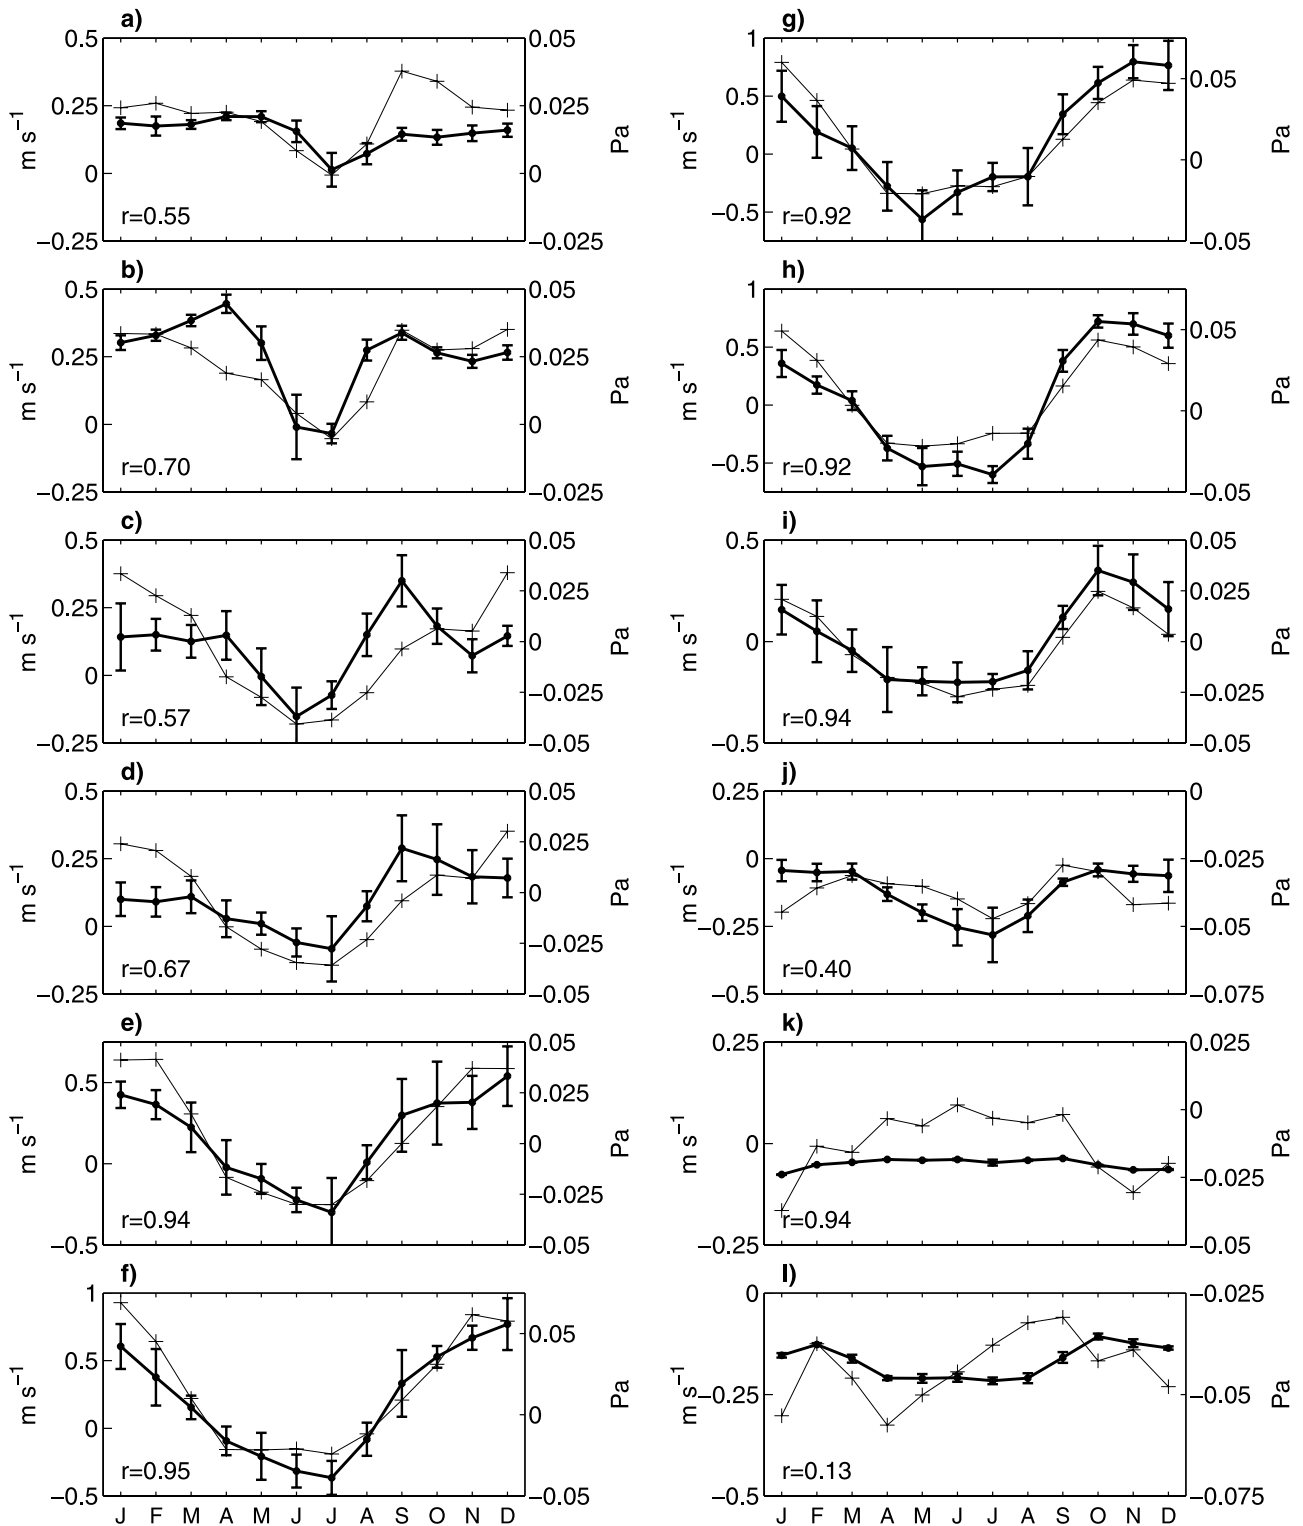 a)
0.5
0.25
0
−0.25
m s⁻¹
0.05
0.025
0
−0.025
Pa
r=0.55
b)
0.5
0.25
0
−0.25
m s⁻¹
0.05
0.025
0
−0.025
Pa
r=0.70
c)
0.5
0.25
0
−0.25
m s⁻¹
0.05
0.025
0
−0.025
−0.05
Pa
r=0.57
d)
0.5
0.25
0
−0.25
m s⁻¹
0.05
0.025
0
−0.025
−0.05
Pa
r=0.67
e)
0.5
0
−0.5
m s⁻¹
0.05
0.025
0
−0.025
−0.05
Pa
r=0.94
f)
1
0.5
0
−0.5
m s⁻¹
0.05
0
−0.05
Pa
r=0.95
J F M A M J J A S O N D
g)
1
0.5
0
−0.5
m s⁻¹
0.05
0
−0.05
Pa
r=0.92
h)
1
0.5
0
−0.5
m s⁻¹
0.05
0
−0.05
Pa
r=0.92
i)
0.5
0
−0.5
m s⁻¹
0.05
0.025
0
−0.025
−0.05
Pa
r=0.94
j)
0.25
0
−0.25
−0.5
m s⁻¹
0
−0.025
−0.05
−0.075
Pa
r=0.40
k)
0.25
0
−0.25
m s⁻¹
0.025
0
−0.025
−0.05
Pa
r=0.94
l)
0
−0.25
−0.5
m s⁻¹
−0.025
−0.05
−0.075
Pa
r=0.13
J F M A M J J A S O N D